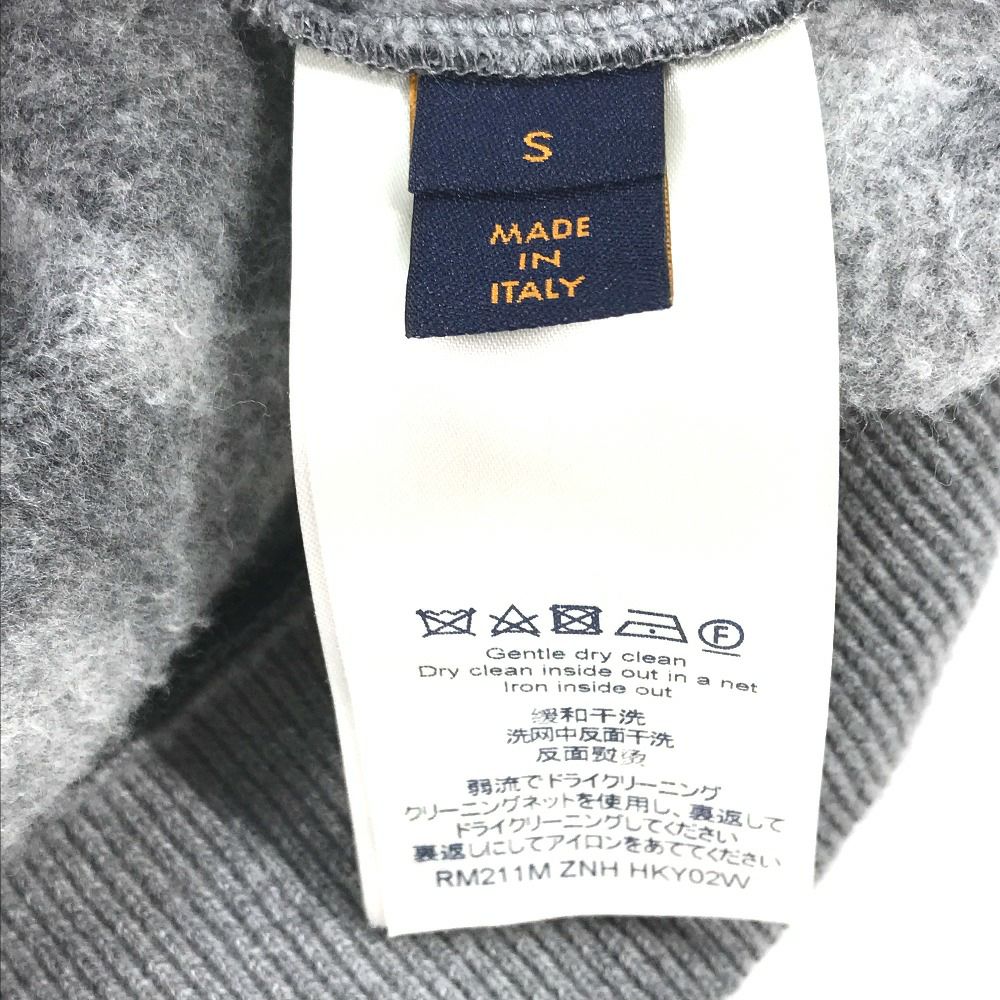 S
MADE
IN
ITALY
F
Gentle dry clean
Dry clean inside out in a net
Iron inside out
缓和干洗
洗网中反面干洗
反面熨烫
弱流でドライクリーニング
クリーニングネットを使用し、裏返して
ドライクリーニングしてください
裏返しにしてアイロンをあててください
RM211M ZNH HKY02W